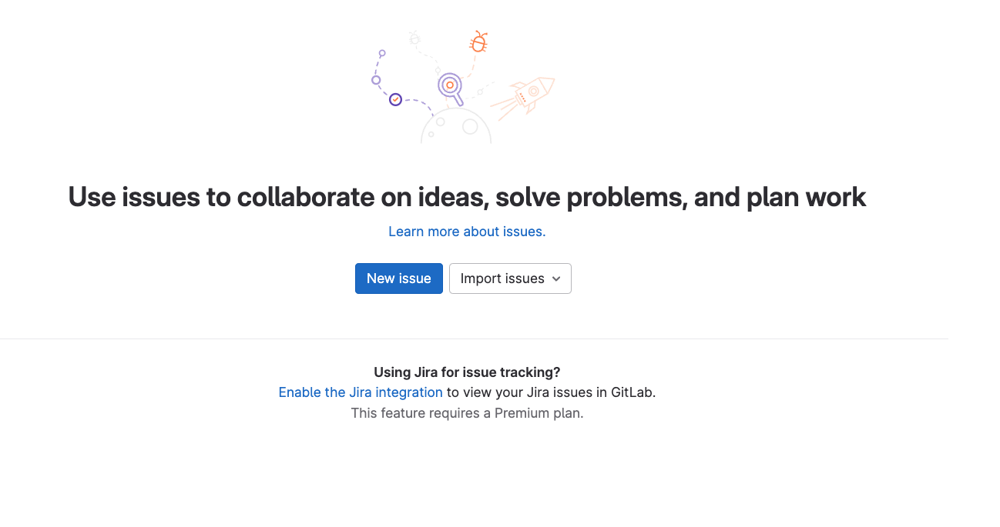 Use issues to collaborate on ideas, solve problems, and plan work
Learn more about issues.
New issue
Import issues
Using Jira for issue tracking?
Enable the Jira integration to view your Jira issues in GitLab.
This feature requires a Premium plan.